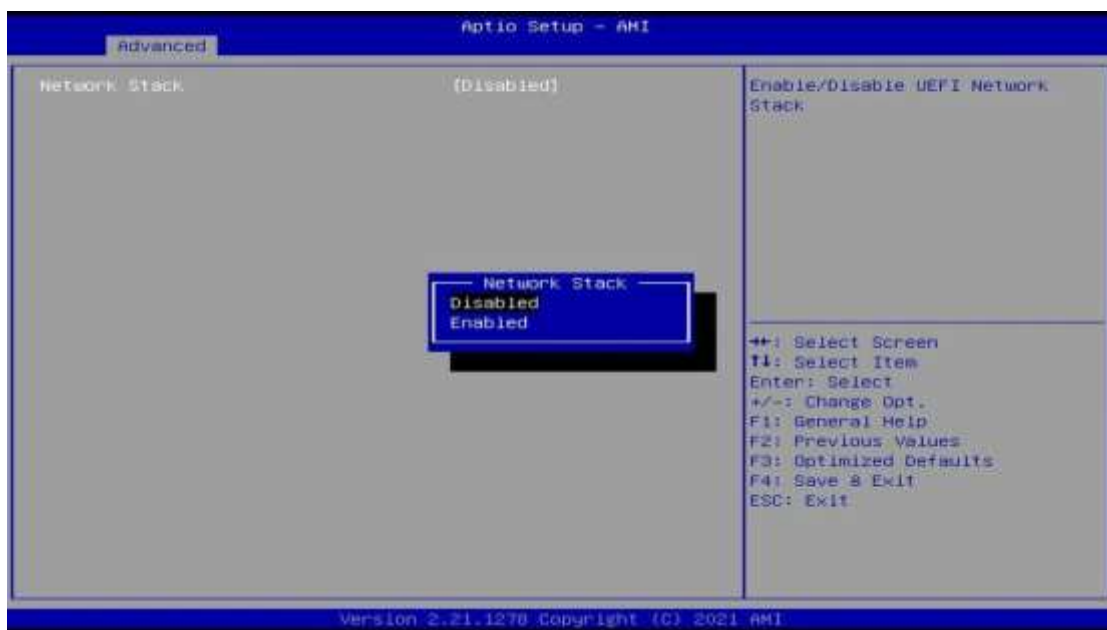 Aptio Setup - AMI
Advanced
Network Stack [Disabled]
Enable/Disable UEFI Network
Stack
Network Stack
Disabled
Enabled
→←: Select Screen
↑↓: Select Item
Enter: Select
+/-: Change Opt.
F1: General Help
F2: Previous Values
F3: Optimized Defaults
F4: Save & Exit
ESC: Exit
Version 2.21.1278 Copyright (C) 2021 AMI